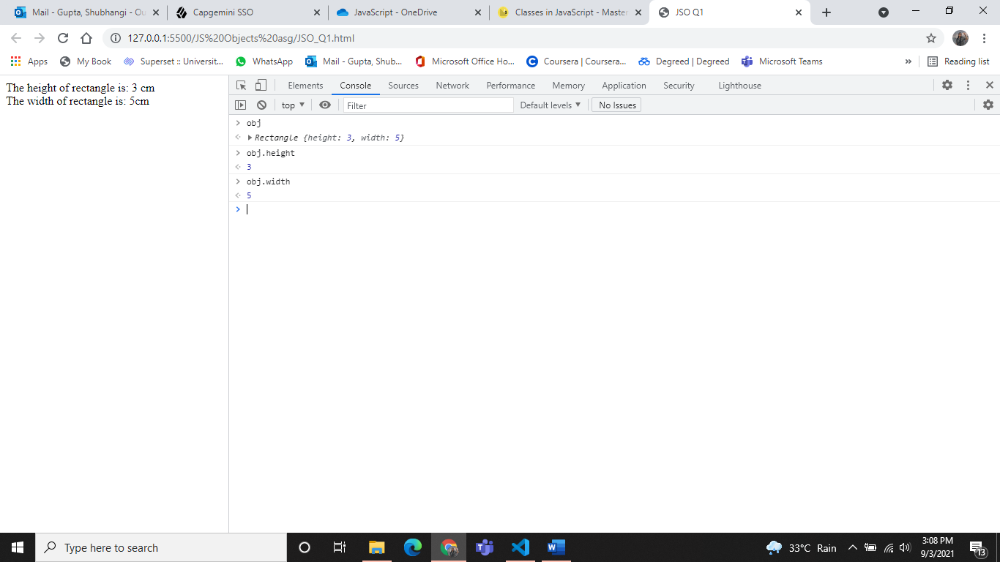 Mail - Gupta, Shubhangi - Ou
Capgemini SSO
JavaScript - OneDrive
Classes in JavaScript - Master
JSO Q1
127.0.0.1:5500/JS%20Objects%20asg/JSO_Q1.html
Apps
My Book
Superset :: Universit...
WhatsApp
Mail - Gupta, Shub...
Microsoft Office Ho...
Coursera | Coursera...
Degreed | Degreed
Microsoft Teams
»
Reading list
The height of rectangle is: 3 cm
The width of rectangle is: 5cm
Elements Console Sources Network Performance Memory Application Security Lighthouse
top
Filter
Default levels
No Issues
obj
Rectangle {height: 3, width: 5}
obj.height
3
obj.width
5
Type here to search
33°C Rain
3:08 PM
9/3/2021
13